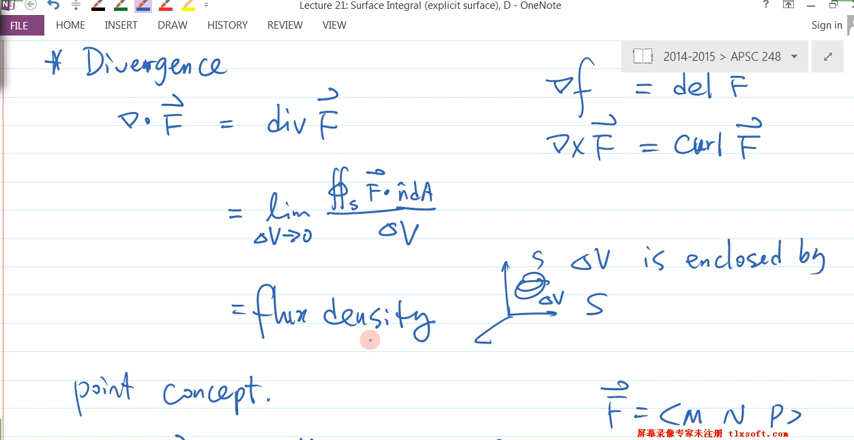 Lecture 21: Surface Integral (explicit surface), D - OneNote
FILE HOME INSERT DRAW HISTORY REVIEW VIEW Sign in
2014-2015 > APSC 248
* Divergence
∇f = del F
∇·F⃗ = div F⃗
∇×F⃗ = curl F⃗
= lim ΔV→0 ∯s F⃗·n̂dA / ΔV
S ΔV is enclosed by
ΔV S
= flux density
point concept.
F⃗ = <M N P>
屏幕录像专家未注册 tlxsoft.com